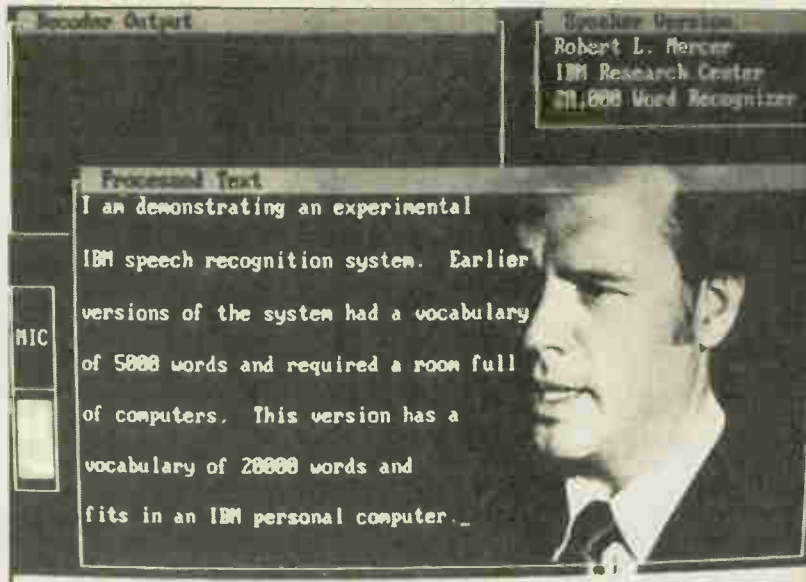 Decoder Output
Speaker Version
Robert L. Mercer
IBM Research Center
20,000 Word Recognizer
Processed Text
I am demonstrating an experimental
IBM speech recognition system. Earlier
versions of the system had a vocabulary
of 5000 words and required a room full
of computers. This version has a
vocabulary of 20000 words and
fits in an IBM personal computer._
MIC